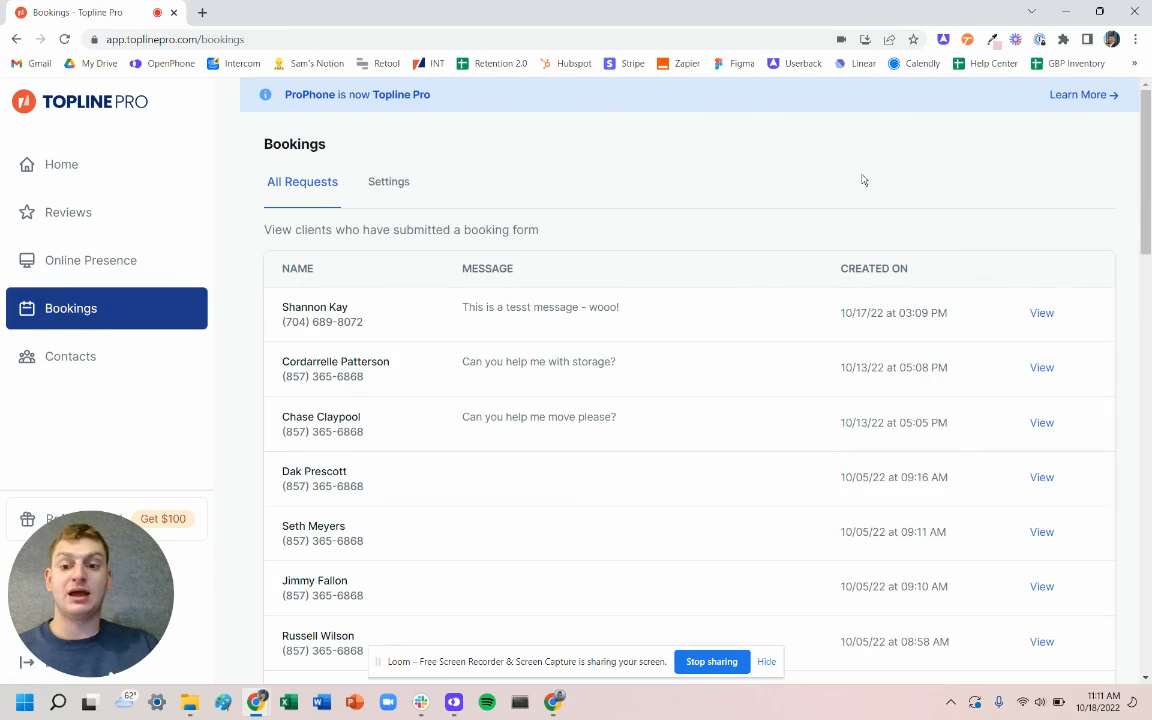 Bookings - Topline Pro
app.toplinepro.com/bookings
Gmail My Drive OpenPhone Intercom Sam's Notion Retool INT Retention 2.0 Hubspot Stripe Zapier Figma Userback Linear Calendly Help Center GBP Inventory »
TOPLINE PRO
ProPhone is now Topline Pro Learn More →
Home
Reviews
Online Presence
Bookings
Contacts
Get $100
Bookings
All Requests Settings
View clients who have submitted a booking form
NAME MESSAGE CREATED ON
Shannon Kay This is a tesst message - wooo! 10/17/22 at 03:09 PM View
(704) 689-8072
Cordarrelle Patterson Can you help me with storage? 10/13/22 at 05:08 PM View
(857) 365-6868
Chase Claypool Can you help me move please? 10/13/22 at 05:05 PM View
(857) 365-6868
Dak Prescott 10/05/22 at 09:16 AM View
(857) 365-6868
Seth Meyers 10/05/22 at 09:11 AM View
(857) 365-6868
Jimmy Fallon 10/05/22 at 09:10 AM View
(857) 365-6868
Russell Wilson 10/05/22 at 08:58 AM View
(857) 365-6868
Loom – Free Screen Recorder & Screen Capture is sharing your screen. Stop sharing Hide
62°
11:11 AM
10/18/2022